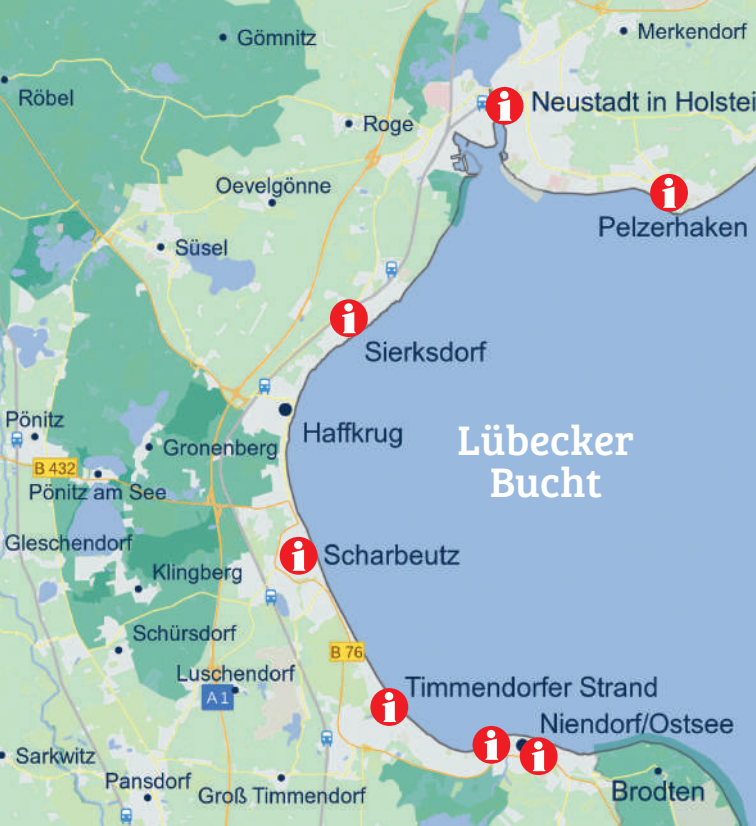 Merkendorf
Gömnitz
Röbel
Neustadt in Holstei
Roge
Oevelgönne
Pelzerhaken
Süsel
Sierksdorf
Pönitz
Haffkrug
Gronenberg
Lübecker
Bucht
B 432
Pönitz am See
Gleschendorf
Scharbeutz
Klingberg
Schürsdorf
B 76
Luschendorf
A 1
Timmendorfer Strand
Niendorf/Ostsee
Sarkwitz
Pansdorf
Groß Timmendorf
Brodten